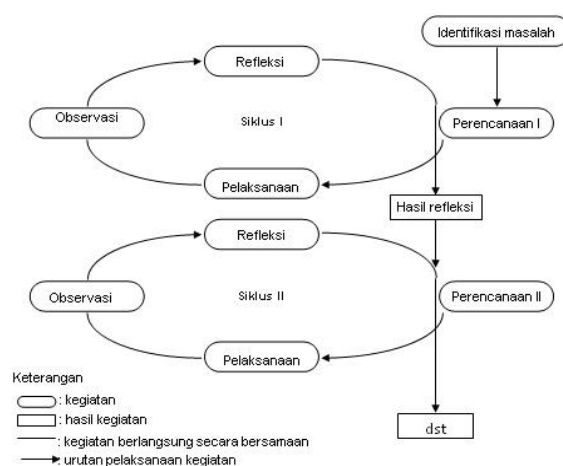 Identifikasi masalah
Refleksi
Observasi
Siklus I
Perencanaan I
Pelaksanaan
Hasil refleksi
Refleksi
Observasi
Siklus II
Perencanaan II
Pelaksanaan
Keterangan
: kegiatan
: hasil kegiatan
: kegiatan berlangsung secara bersamaan
: urutan pelaksanaan kegiatan
dst